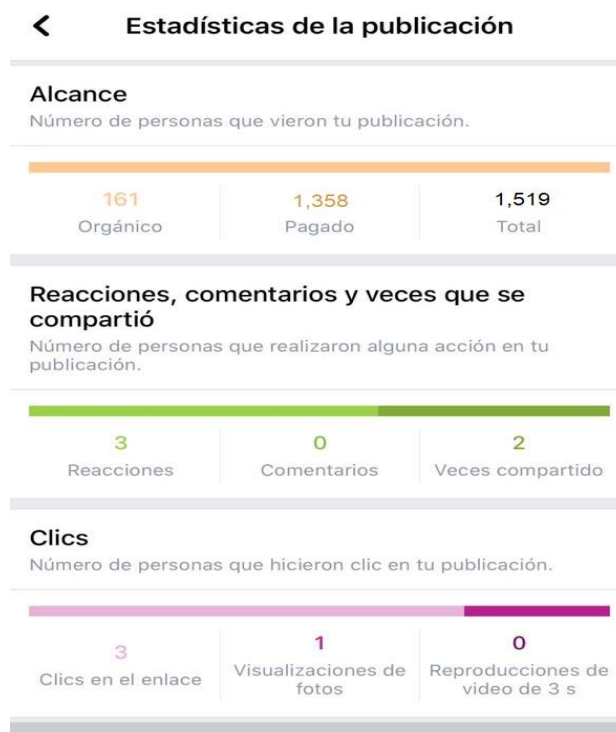 Estadísticas de la publicación
Alcance
Número de personas que vieron tu publicación.
161
1,358
1,519
Orgánico
Pagado
Total
Reacciones, comentarios y veces que se
compartió
Número de personas que realizaron alguna acción en tu
publicación.
3
0
2
Reacciones
Comentarios
Veces compartido
Clics
Número de personas que hicieron clic en tu publicación.
3
Clics en el enlace
1
Visualizaciones de
fotos
0
Reproducciones de
video de 3 s